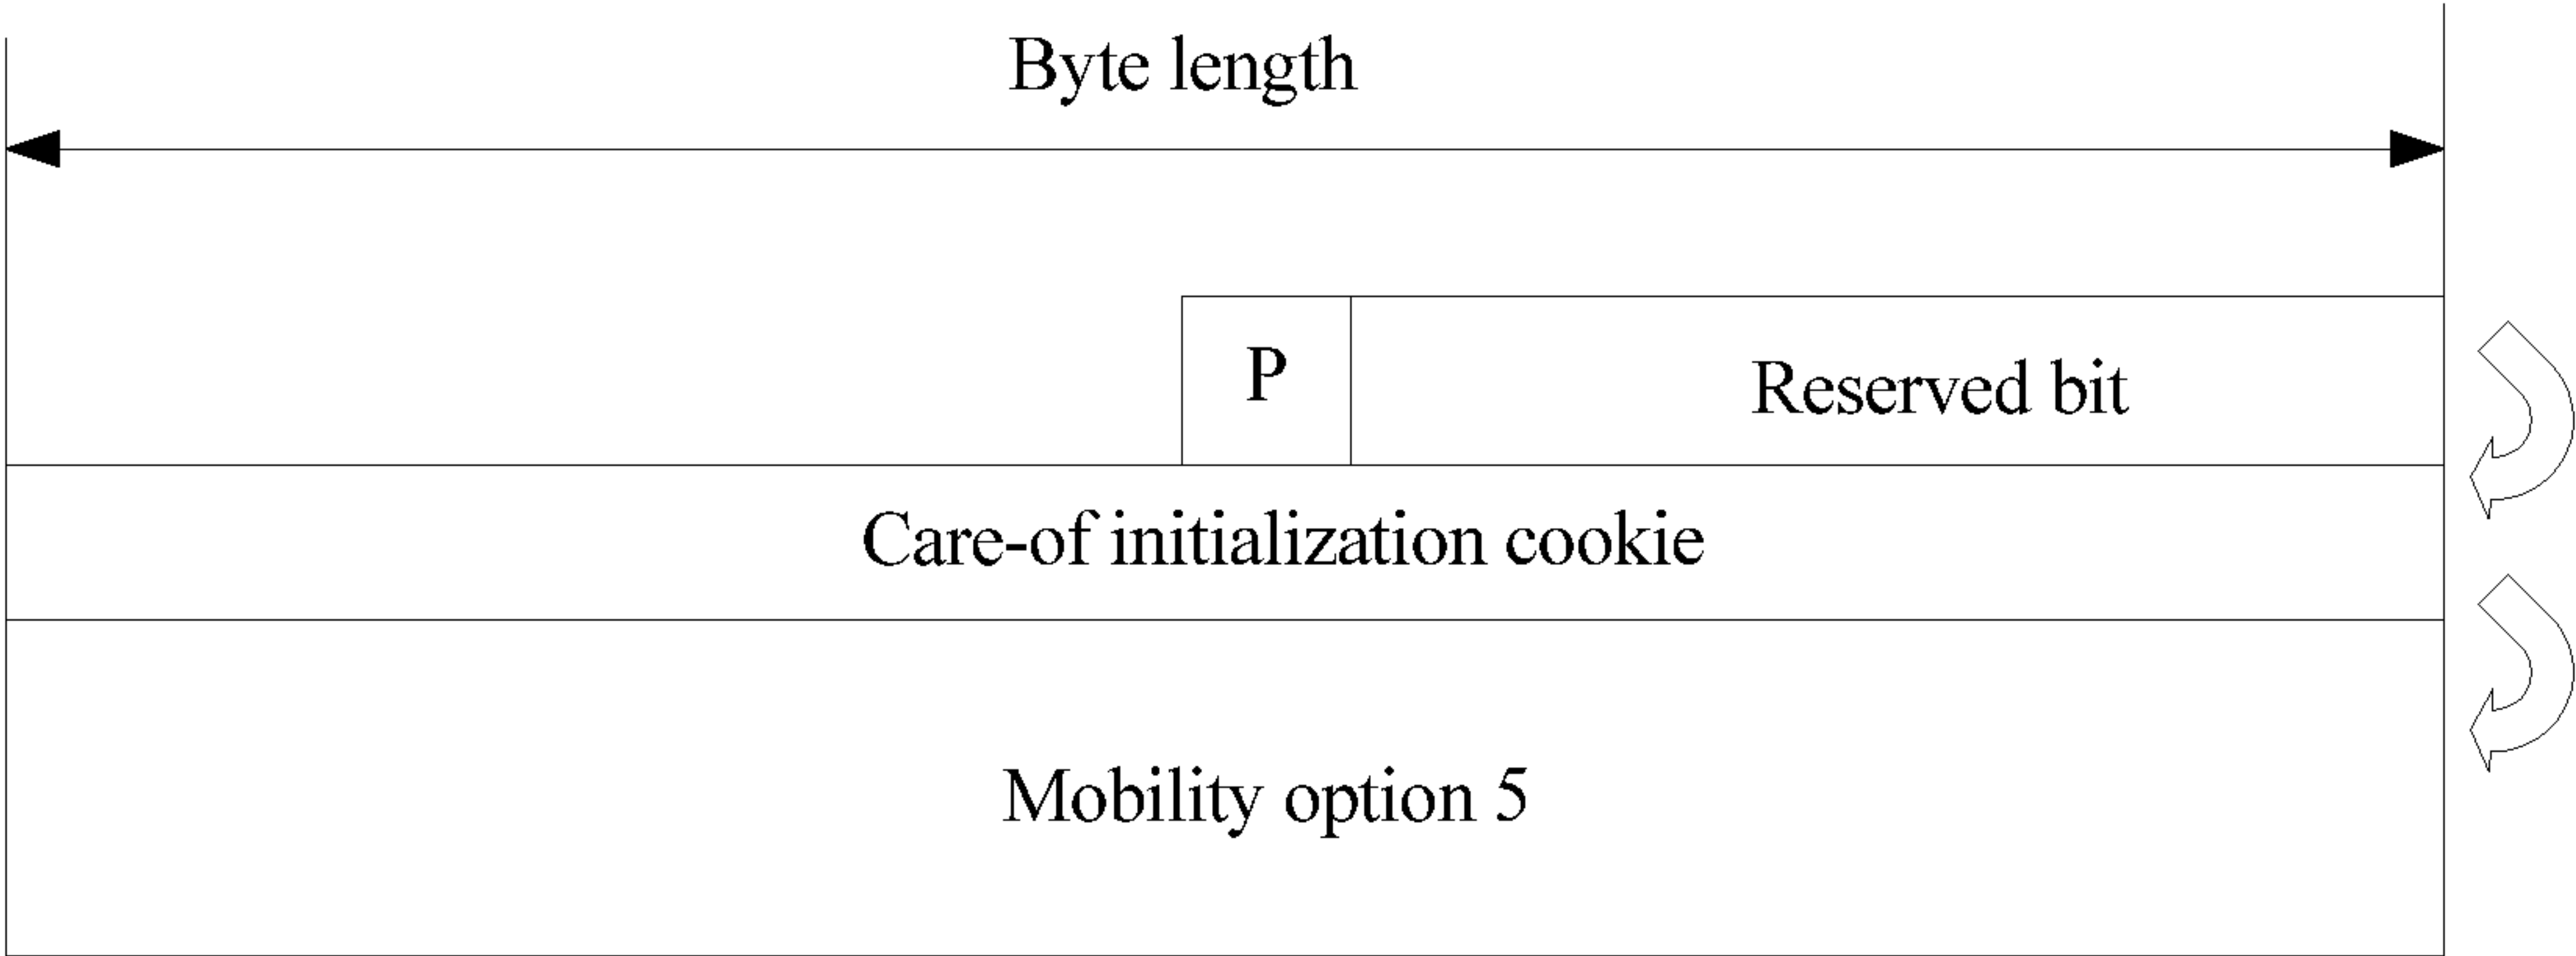 Byte length
P
Reserved bit
Care-of initialization cookie
Mobility option 5